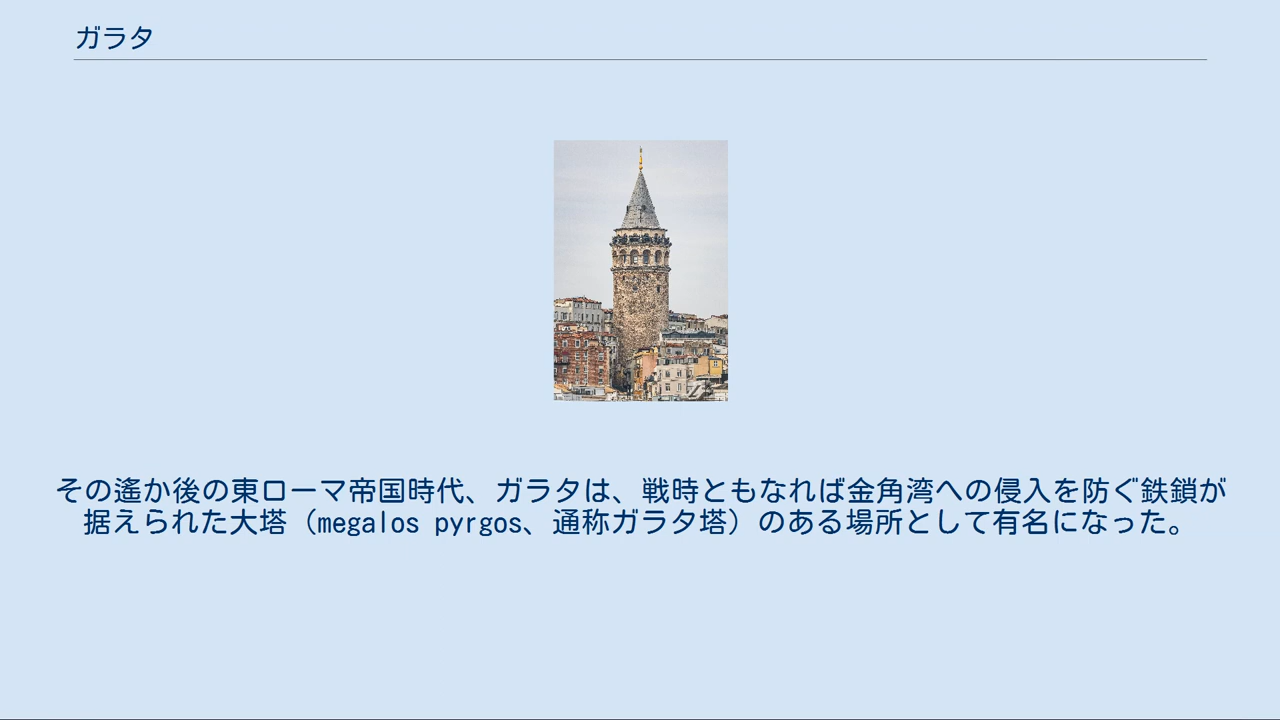 ガラタ
その遙か後の東ローマ帝国時代、ガラタは、戦時ともなれば金角湾への侵入を防ぐ鉄鎖が
据えられた大塔（megalos pyrgos、通称ガラタ塔）のある場所として有名になった。